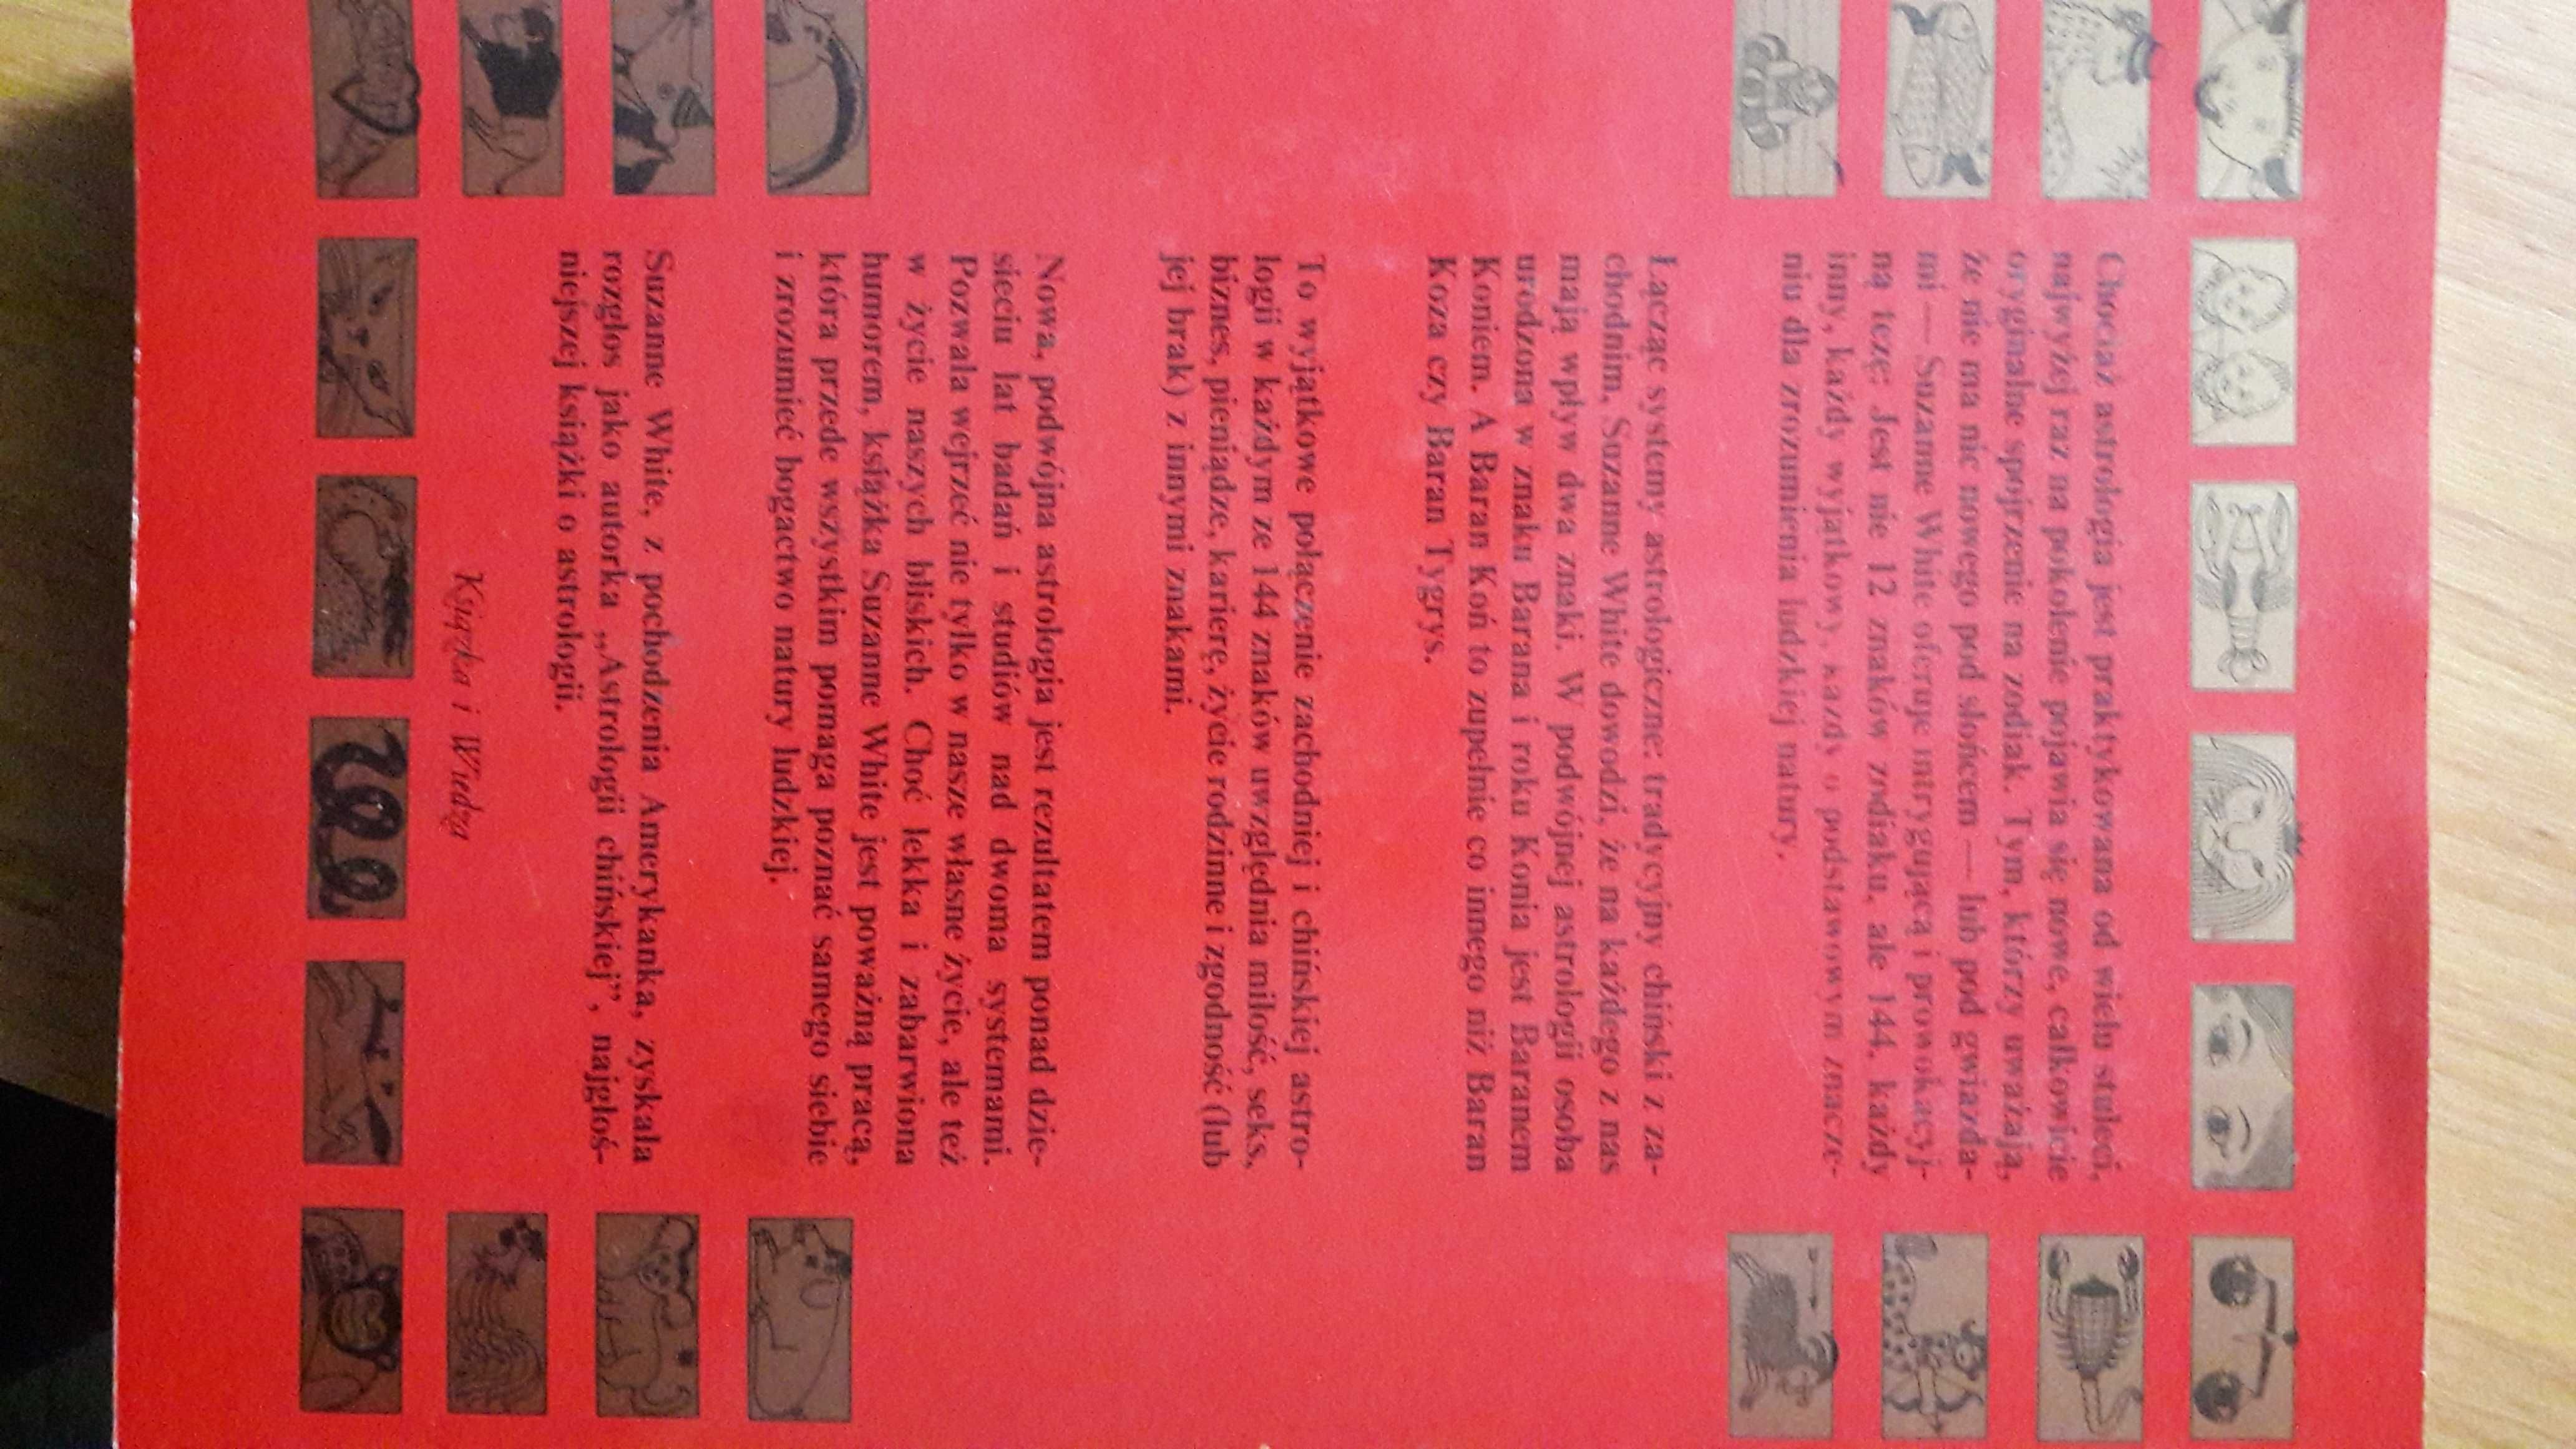 Chociaż astrologia jest praktykowana od wielu stuleci,
najwyżej raz na pokolenie pojawia się nowe, całkowicie
oryginalne spojrzenie na zodiak. Tym, którzy uważają,
że nie ma nic nowego pod słońcem — lub pod gwiazda-
mi — Suzanne White oferuje intrygującą i prowokacyj-
ną tezę: Jest nie 12 znaków zodiaku, ale 144, każdy
inny, każdy wyjątkowy, każdy o podstawowym znacze-
niu dla zrozumienia ludzkiej natury.
Łącząc systemy astrologiczne: tradycyjny chiński z za-
chodnim, Suzanne White dowodzi, że na każdego z nas
mają wpływ dwa znaki. W podwójnej astrologii osoba
urodzona w znaku Barana i roku Konia jest Baranem
Koniem. A Baran Koń to zupełnie co innego niż Baran
Koza czy Baran Tygrys.
To wyjątkowe połączenie zachodniej i chińskiej astro-
logii w każdym ze 144 znaków uwzględnia miłość, seks,
biznes, pieniądze, karierę, życie rodzinne i zgodność (lub
jej brak) z innymi znakami.
Nowa, podwójna astrologia jest rezultatem ponad dzie-
sięciu lat badań i studiów nad dwoma systemami.
Pozwala wejrzeć nie tylko w nasze własne życie, ale też
w życie naszych bliskich. Choć lekka i zabarwiona
humorem, książka Suzanne White jest poważną pracą,
która przede wszystkim pomaga poznać samego siebie
i zrozumieć bogactwo natury ludzkiej.
Suzanne White, z pochodzenia Amerykanka, zyskała
rozgłos jako autorka „Astrologii chińskiej”, najgłoś-
niejszej książki o astrologii.
Książka i Wiedza